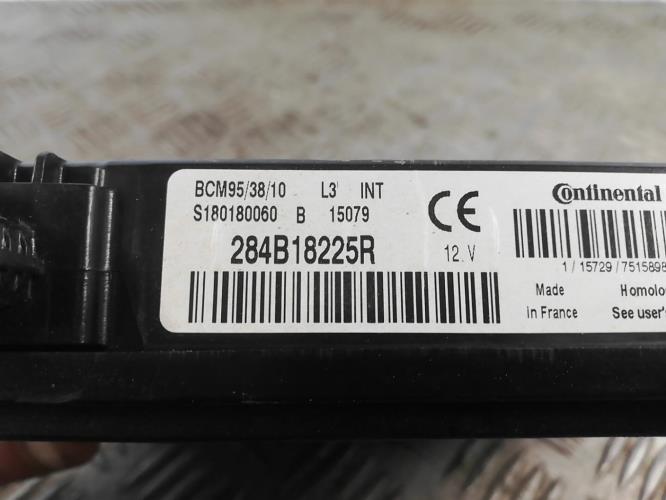 BCM95/38/10 L3 INT
S180180060 B 15079
284B18225R
CE
12.V
Continental
1 / 15729 / 7515898
Made
in France
See user's